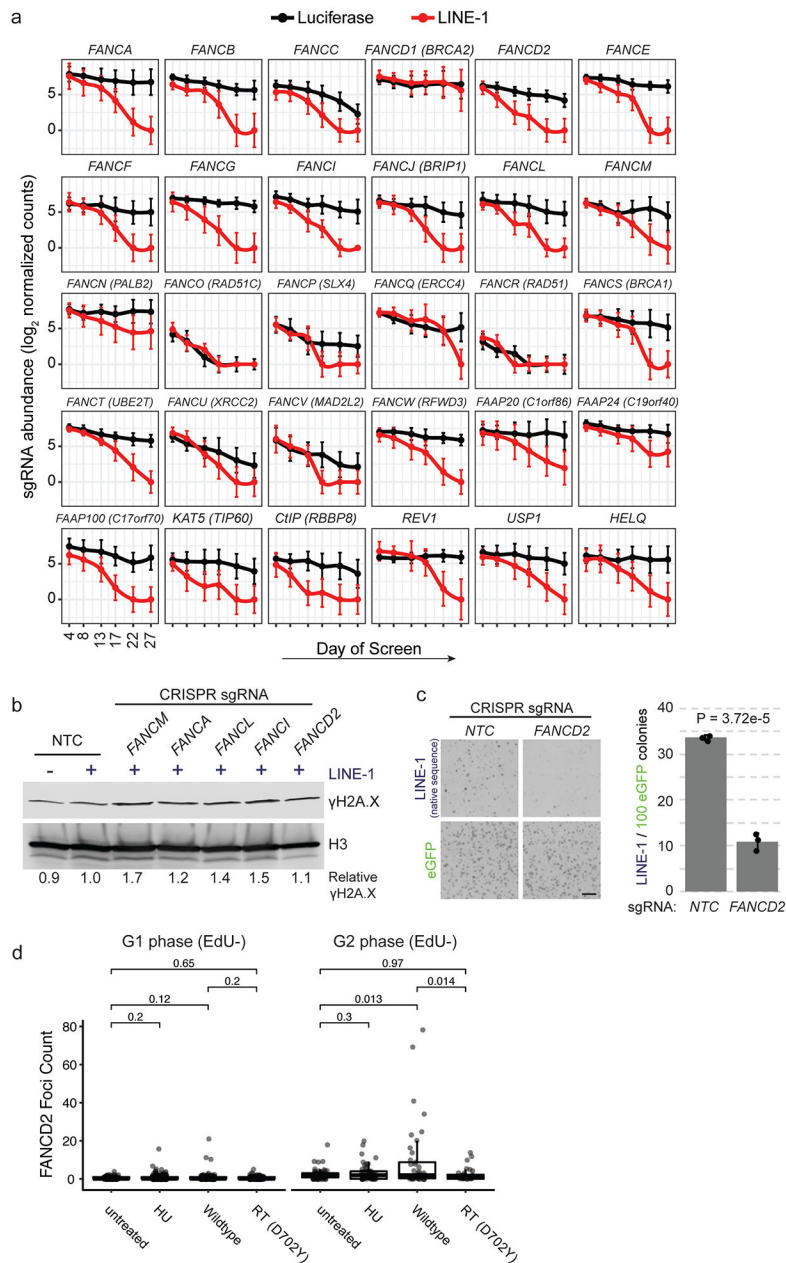 a
Luciferase LINE-1
FANCA FANCB FANCC FANCD1 (BRCA2) FANCD2 FANCE
5
0
FANCF FANCG FANCI FANCJ (BRIP1) FANCL FANCM
5
0
FANCN (PALB2) FANCO (RAD51C) FANCP (SLX4) FANCQ (ERCC4) FANCR (RAD51) FANCS (BRCA1)
5
0
FANCT (UBE2T) FANCU (XRCC2) FANCV (MAD2L2) FANCW (RFWD3) FAAP20 (C1orf86) FAAP24 (C19orf40)
5
0
FAAP100 (C17orf70) KAT5 (TIP60) CtIP (RBBP8) REV1 USP1 HELQ
5
0
4 8 13 17 22 27
sgRNA abundance (log2 normalized counts)
Day of Screen
b
CRISPR sgRNA
NTC FANCM FANCA FANCL FANCI FANCD2
- + + + + + + LINE-1
γH2A.X
H3
0.9 1.0 1.7 1.2 1.4 1.5 1.1 Relative
γH2A.X
c
CRISPR sgRNA
NTC FANCD2
LINE-1
(native sequence)
eGFP
LINE-1 / 100 eGFP colonies
40
30
20
10
0
P = 3.72e-5
sgRNA: NTC FANCD2
d
G1 phase (EdU-) G2 phase (EdU-)
0.65 0.97
0.2 0.014
0.12 0.013
0.2 0.3
FANCD2 Foci Count
80
60
40
20
0
untreated HU Wildtype RT (D702Y) untreated HU Wildtype RT (D702Y)